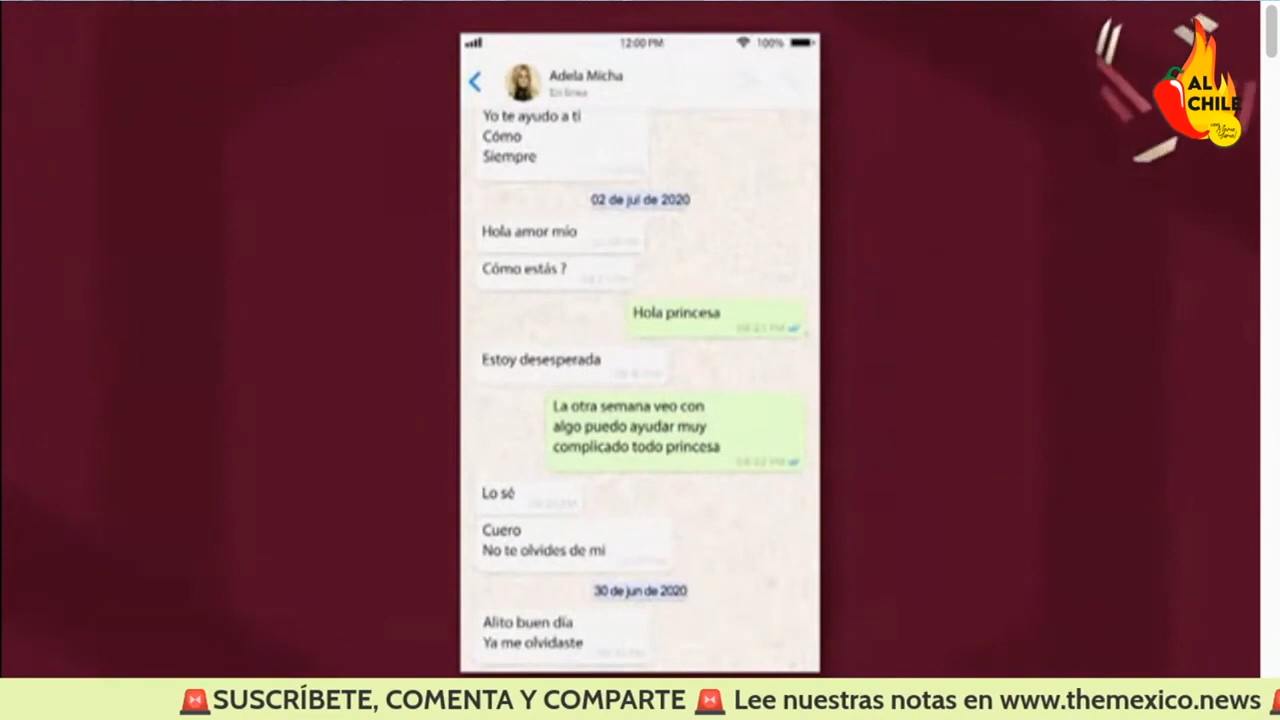 12:00 PM
100%
Adela Micha
En línea
Yo te ayudo a ti
Cómo
Siempre
02 de jul de 2020
Hola amor mío
Cómo estás ?
Hola princesa
Estoy desesperada
La otra semana veo con
algo puedo ayudar muy
complicado todo princesa
Lo sé
Cuero
No te olvides de mi
30 de jun de 2020
Alito buen día
Ya me olvidaste
AL
CHILE
SUSCRÍBETE, COMENTA Y COMPARTE Lee nuestras notas en www.themexico.news